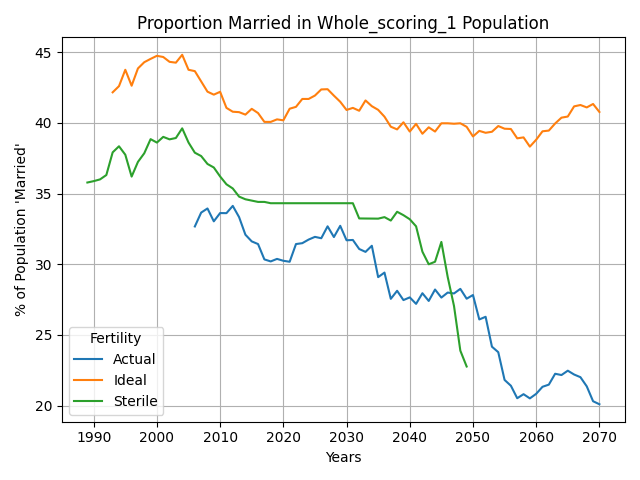 Proportion Married in Whole_scoring_1 Population
% of Population 'Married'
45
40
35
30
25
20
Fertility
Actual
Ideal
Sterile
1990 2000 2010 2020 2030 2040 2050 2060 2070
Years